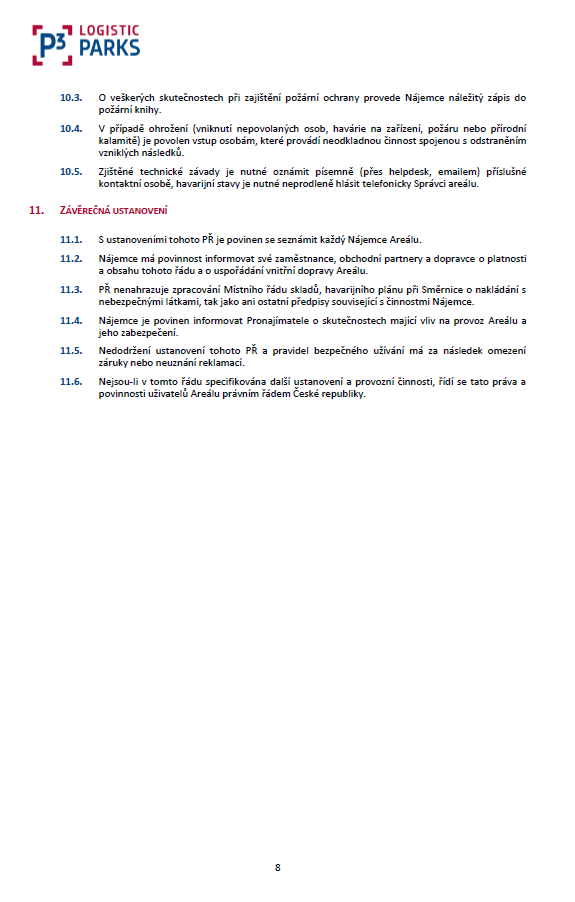 P3 LOGISTIC
PARKS
10.3. O veškerých skutečnostech při zajištění požární ochrany provede Nájemce náležitý zápis do
požární knihy.
10.4. V případě ohrožení (vniknutí nepovolaných osob, havárie na zařízení, požáru nebo přírodní
kalamitě) je povolen vstup osobám, které provádí neodkladnou činnost spojenou s odstraněním
vzniklých následků.
10.5. Zjištěné technické závady je nutné oznámit písemně (přes helpdesk, emailem) příslušné
kontaktní osobě, havarijní stavy je nutné neprodleně hlásit telefonicky Správci areálu.
11. ZÁVĚREČNÁ USTANOVENÍ
11.1. S ustanoveními tohoto PŘ je povinen se seznámit každý Nájemce Areálu.
11.2. Nájemce má povinnost informovat své zaměstnance, obchodní partnery a dopravce o platnosti
a obsahu tohoto řádu a o uspořádání vnitřní dopravy Areálu.
11.3. PŘ nenahrazuje zpracování Místního řádu skladů, havarijního plánu při Směrnice o nakládání s
nebezpečnými látkami, tak jako ani ostatní předpisy související s činnostmi Nájemce.
11.4. Nájemce je povinen informovat Pronajímatele o skutečnostech mající vliv na provoz Areálu a
jeho zabezpečení.
11.5. Nedodržení ustanovení tohoto PŘ a pravidel bezpečného užívání má za následek omezení
záruky nebo neuznání reklamací.
11.6. Nejsou-li v tomto řádu specifikována další ustanovení a provozní činnosti, řídí se tato práva a
povinnosti uživatelů Areálu právním řádem České republiky.
8